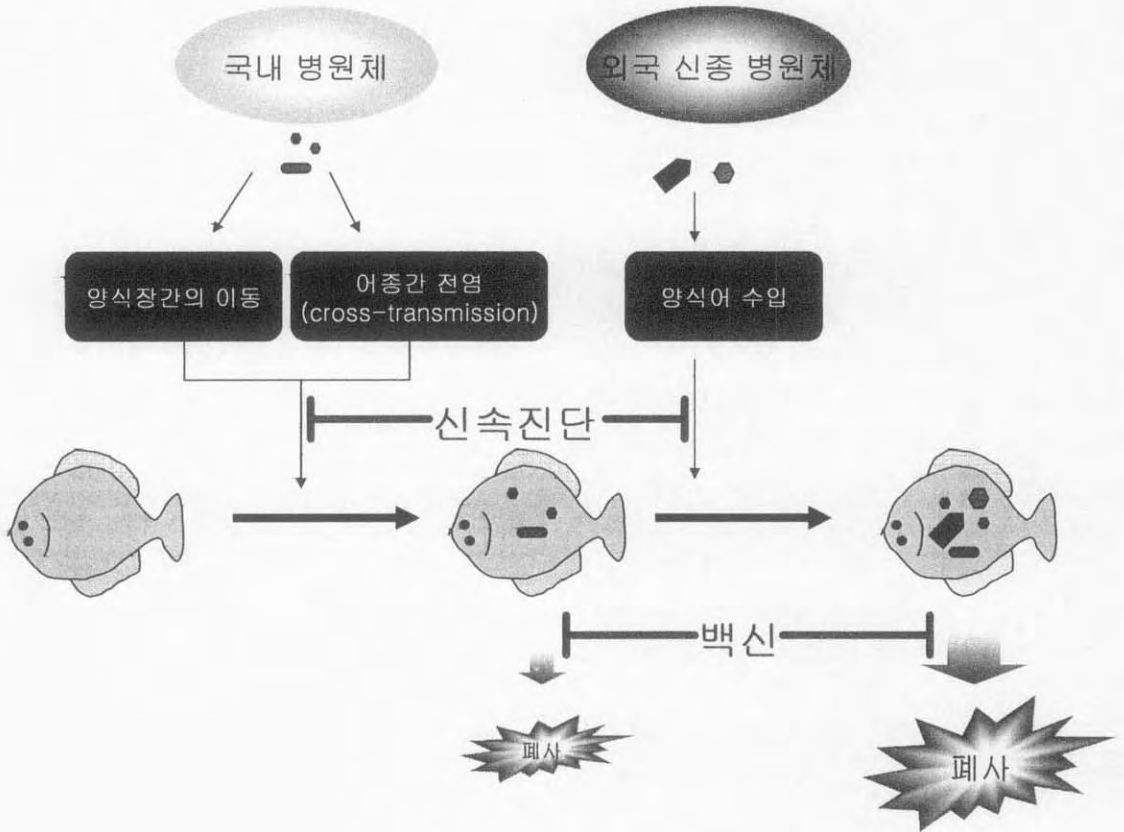 국내 병원체
외국 신종 병원체
양식장간의 이동
어종간 전염
(cross-transmission)
양식어 수입
신속진단
백신
폐사
폐사